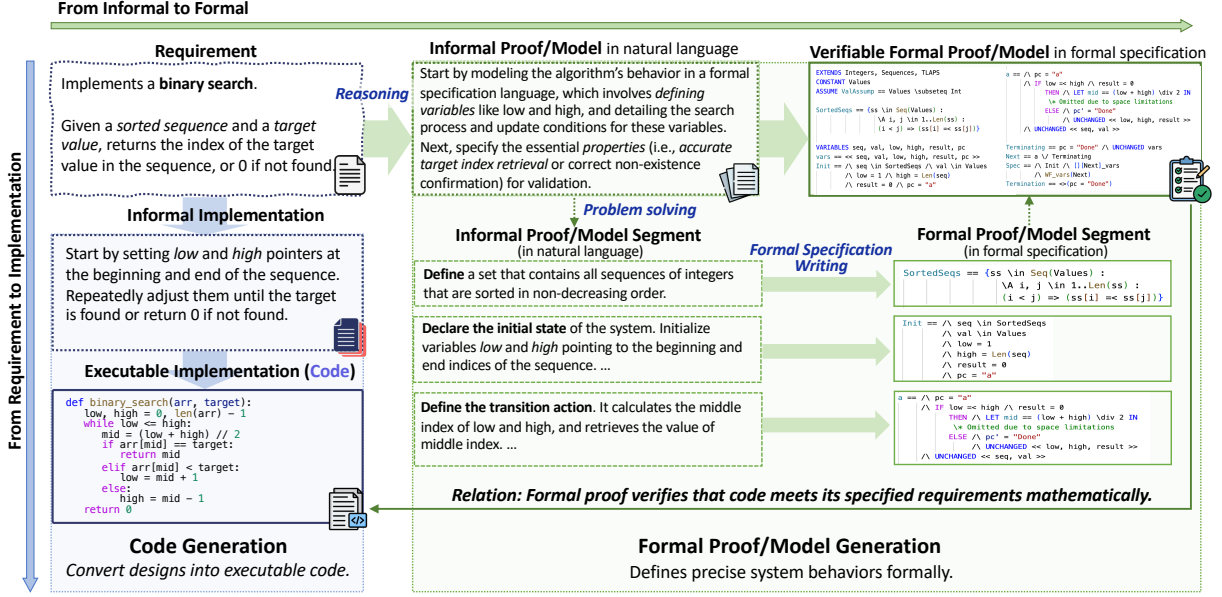 From Informal to Formal
From Requirement to Implementation
Requirement
Implements a binary search.
Given a sorted sequence and a target
value, returns the index of the target
value in the sequence, or 0 if not found.
Reasoning
Informal Proof/Model in natural language
Start by modeling the algorithm's behavior in a formal
specification language, which involves defining
variables like low and high, and detailing the search
process and update conditions for these variables.
Next, specify the essential properties (i.e., accurate
target index retrieval or correct non-existence
confirmation) for validation.
Verifiable Formal Proof/Model in formal specification
EXTENDS Integers, Sequences, TLAPS
CONSTANT Values
ASSUME ValAssump == Values \subseteq Int
SortedSeqs == {ss \in Seq(Values) :
\A i, j \in 1..Len(ss) :
(i < j) => (ss[i] =< ss[j])}
VARIABLES seq, val, low, high, result, pc
vars == << seq, val, low, high, result, pc >>
Init == /\ seq \in SortedSeqs /\ val \in Values
/\ low = 1 /\ high = Len(seq)
/\ result = 0 /\ pc = "a"
a == /\ pc = "a"
/\ IF low =< high /\ result = 0
THEN /\ LET mid == (low + high) \div 2 IN
\* Omitted due to space limitations
ELSE /\ pc' = "Done"
/\ UNCHANGED << low, high, result >>
/\ UNCHANGED << seq, val >>
Terminating == pc = "Done" /\ UNCHANGED vars
Next == a \/ Terminating
Spec == /\ Init /\ [][Next]_vars
/\ WF_vars(Next)
Termination == <>(pc = "Done")
Informal Implementation
Start by setting low and high pointers at
the beginning and end of the sequence.
Repeatedly adjust them until the target
is found or return 0 if not found.
Executable Implementation (Code)
def binary_search(arr, target):
low, high = 0, len(arr) - 1
while low <= high:
mid = (low + high) // 2
if arr[mid] == target:
return mid
elif arr[mid] < target:
low = mid + 1
else:
high = mid - 1
return 0
</>
Code Generation
Convert designs into executable code.
Problem solving
Informal Proof/Model Segment
(in natural language)
Formal Specification
Writing
Formal Proof/Model Segment
(in formal specification)
Define a set that contains all sequences of integers
that are sorted in non-decreasing order.
SortedSeqs == {ss \in Seq(Values) :
\A i, j \in 1..Len(ss) :
(i < j) => (ss[i] =< ss[j])}
Declare the initial state of the system. Initialize
variables low and high pointing to the beginning and
end indices of the sequence. ...
Init == /\ seq \in SortedSeqs
/\ val \in Values
/\ low = 1
/\ high = Len(seq)
/\ result = 0
/\ pc = "a"
Define the transition action. It calculates the middle
index of low and high, and retrieves the value of
middle index. ...
a == /\ pc = "a"
/\ IF low =< high /\ result = 0
THEN /\ LET mid == (low + high) \div 2 IN
\* Omitted due to space limitations
ELSE /\ pc' = "Done"
/\ UNCHANGED << low, high, result >>
/\ UNCHANGED << seq, val >>
Relation: Formal proof verifies that code meets its specified requirements mathematically.
Formal Proof/Model Generation
Defines precise system behaviors formally.